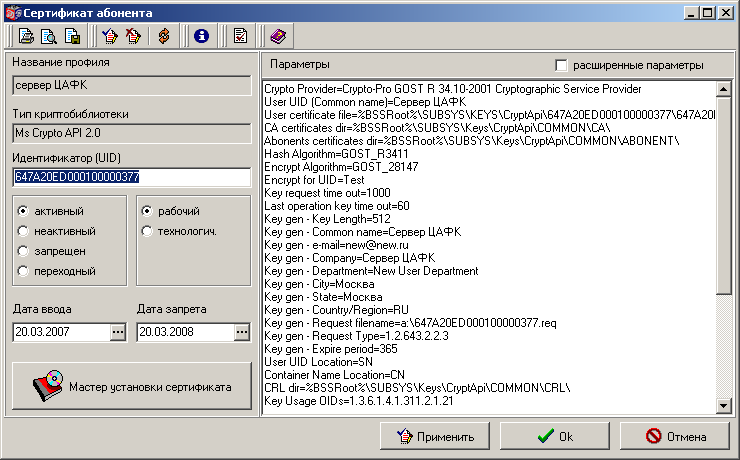 Сертификат абонента
Название профиля
сервер ЦАФК
Тип криптобиблиотеки
Ms Crypto API 2.0
Идентификатор (UID)
647A20ED000100000377
активный
неактивный
запрещен
переходный
рабочий
технологич.
Дата ввода
20.03.2007
Дата запрета
20.03.2008
Мастер установки сертификата
Параметры
расширенные параметры
Crypto Provider=Crypto-Pro GOST R 34.10-2001 Cryptographic Service Provider
User UID (Common name)=Сервер ЦАФК
User certificate file=%BSSRoot%\SUBSYS\KEYS\CryptApi\647A20ED000100000377\647A20
CA certificates dir=%BSSRoot%\SUBSYS\Keys\CryptApi\COMMON\CA\
Abonents certificates dir=%BSSRoot%\SUBSYS\Keys\CryptApi\COMMON\ABONENT\
Hash Algorithm=GOST_R3411
Encrypt Algorithm=GOST_28147
Encrypt for UID=Test
Key request time out=1000
Last operation key time out=60
Key gen - Key Length=512
Key gen - Common name=Сервер ЦАФК
Key gen - e-mail=new@new.ru
Key gen - Company=Сервер ЦАФК
Key gen - Department=New User Department
Key gen - City=Москва
Key gen - State=Москва
Key gen - Country/Region=RU
Key gen - Request filename=a:\647A20ED000100000377.req
Key gen - Request Type=1.2.643.2.2.3
Key gen - Expire period=365
User UID Location=SN
Container Name Location=CN
CRL dir=%BSSRoot%\SUBSYS\Keys\CryptApi\COMMON\CRL\
Key Usage OIDs=1.3.6.1.4.1.311.2.1.21
Применить
Ok
Отмена